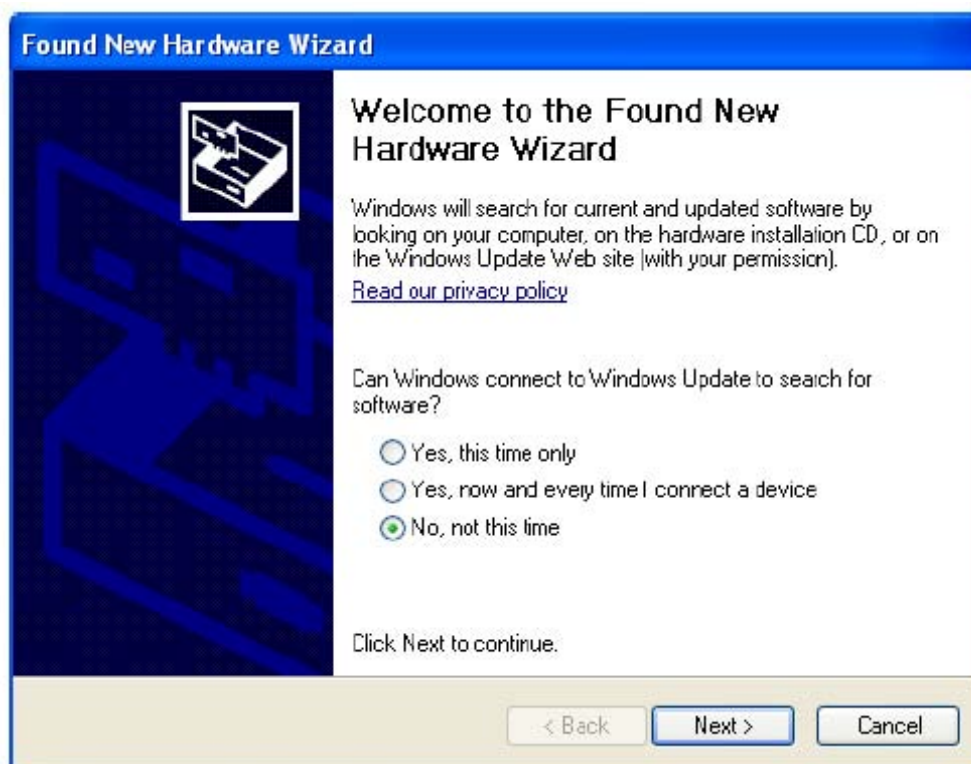 Found New Hardware Wizard
Welcome to the Found New
Hardware Wizard
Windows will search for current and updated software by
looking on your computer, on the hardware installation CD, or on
the Windows Update Web site (with your permission).
Read our privacy policy
Can Windows connect to Windows Update to search for
software?
Yes, this time only
Yes, now and every time I connect a device
No, not this time
Click Next to continue.
< Back
Next >
Cancel